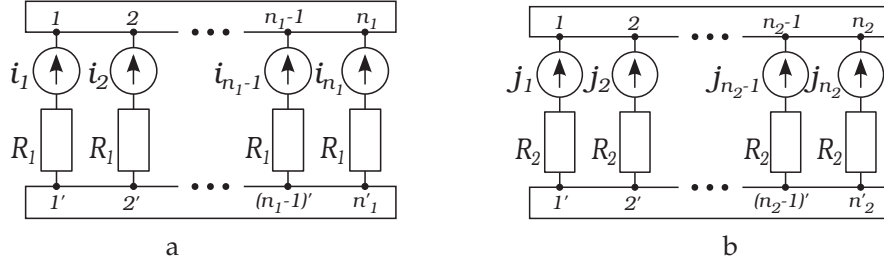 1 2 n₁-1 n₁
i₁ i₂ iₙ₁₋₁ iₙ₁
R₁ R₁ R₁ R₁
1' 2' (n₁-1)' n'₁
a
1 2 n₂-1 n₂
j₁ j₂ jₙ₂₋₁ jₙ₂
R₂ R₂ R₂ R₂
1' 2' (n₂-1)' n'₂
b